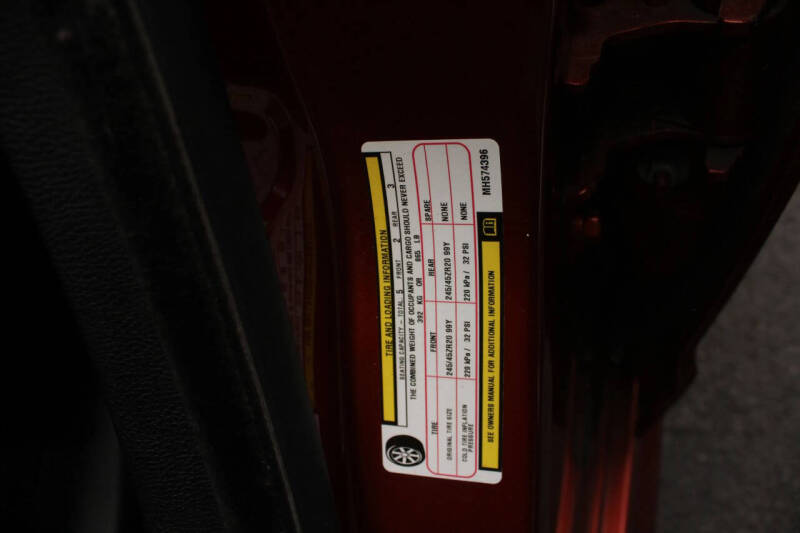 TIRE AND LOADING INFORMATION
SEATING CAPACITY - TOTAL 5 FRONT 2 REAR 3
THE COMBINED WEIGHT OF OCCUPANTS AND CARGO SHOULD NEVER EXCEED
392 KG OR 865 LB
TIRE FRONT REAR SPARE
ORIGINAL TIRE SIZE 245/45ZR20 99Y 245/45ZR20 99Y NONE
COLD TIRE INFLATION PRESSURE 220 kPa / 32 PSI 220 kPa / 32 PSI NONE
SEE OWNERS MANUAL FOR ADDITIONAL INFORMATION
MH574396